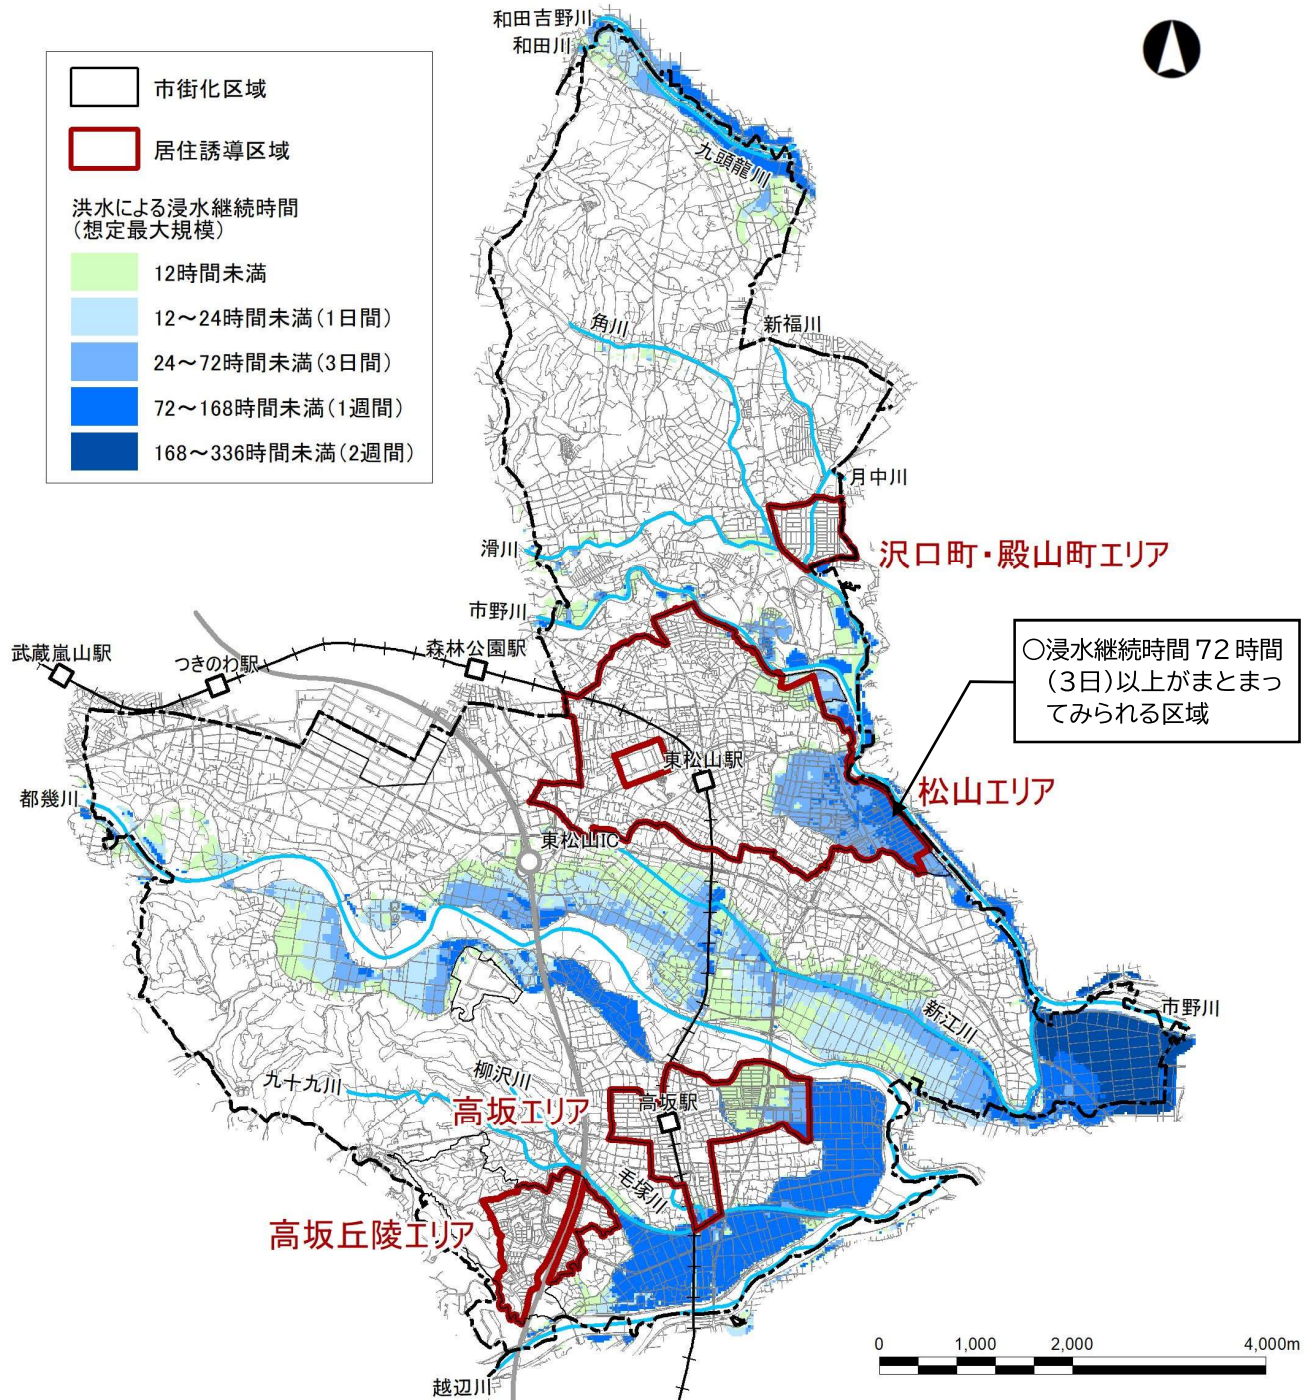 市街化区域
居住誘導区域
洪水による浸水継続時間
(想定最大規模)
12時間未満
12～24時間未満(1日間)
24～72時間未満(3日間)
72～168時間未満(1週間)
168～336時間未満(2週間)
和田吉野川
和田川
九頭龍川
角川
新福川
月中川
滑川
沢口町・殿山町エリア
市野川
武蔵嵐山駅
つきのわ駅
森林公園駅
○浸水継続時間 72 時間
(3日)以上がまとまっ
てみられる区域
東松山駅
松山エリア
都幾川
東松山IC
新江川
市野川
九十九川
柳沢川
高坂エリア
高坂駅
毛塚川
高坂丘陵エリア
越辺川
0 1,000 2,000 4,000m